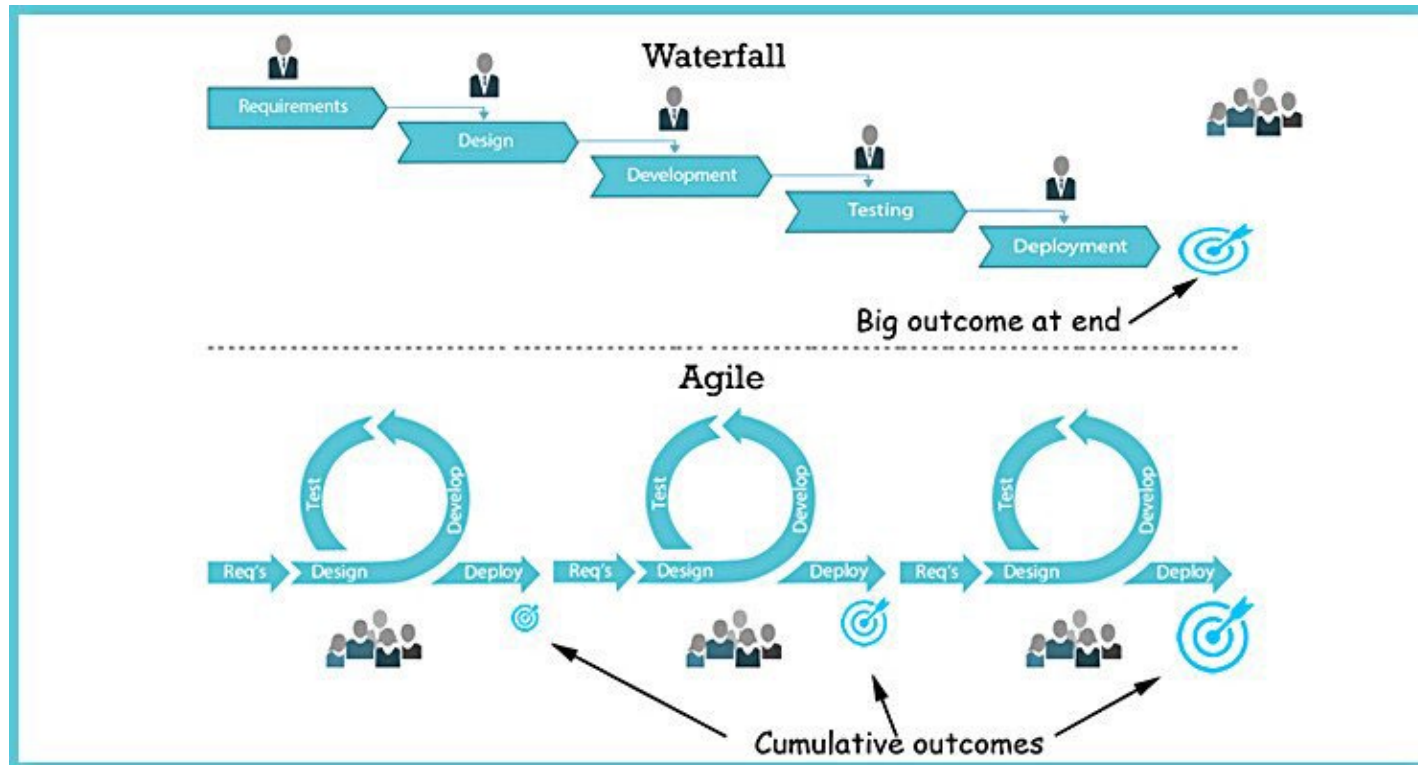 Waterfall
Requirements
Design
Development
Testing
Deployment
Big outcome at end
Agile
Test
Develop
Req's
Design
Deploy
Test
Develop
Req's
Design
Deploy
Test
Develop
Req's
Design
Deploy
Cumulative outcomes